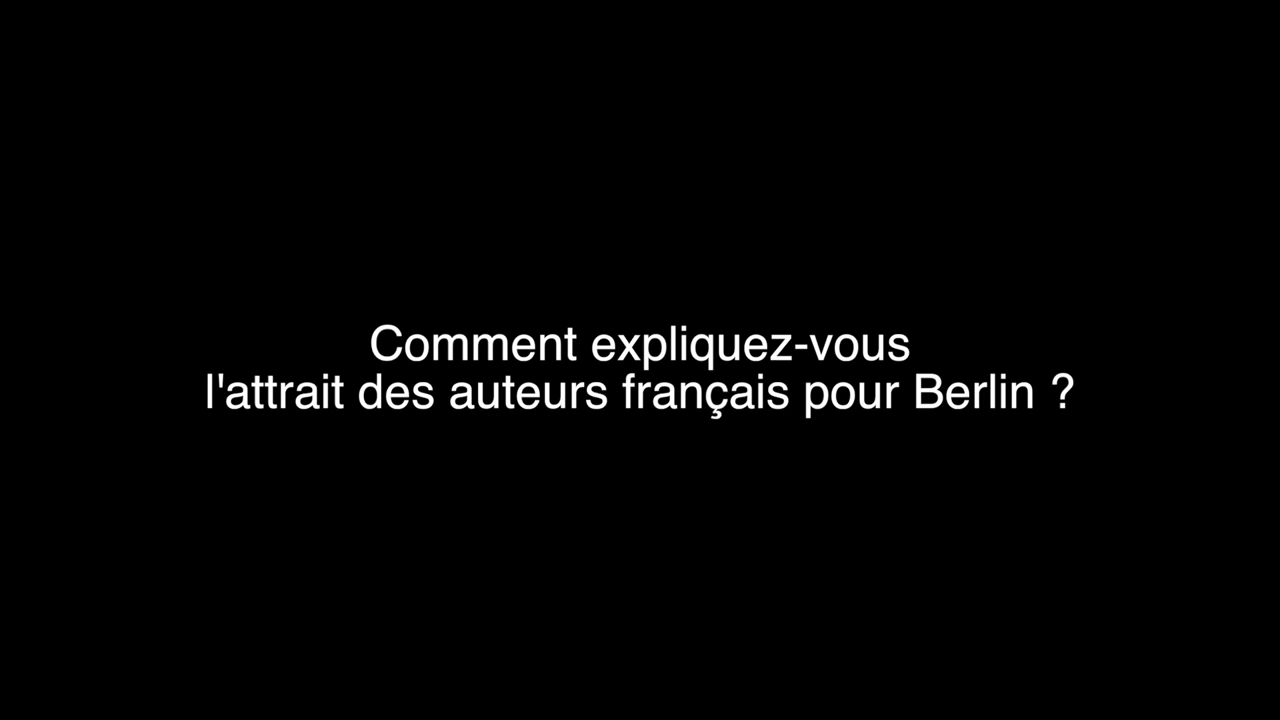 Comment expliquez-vous
l'attrait des auteurs français pour Berlin ?